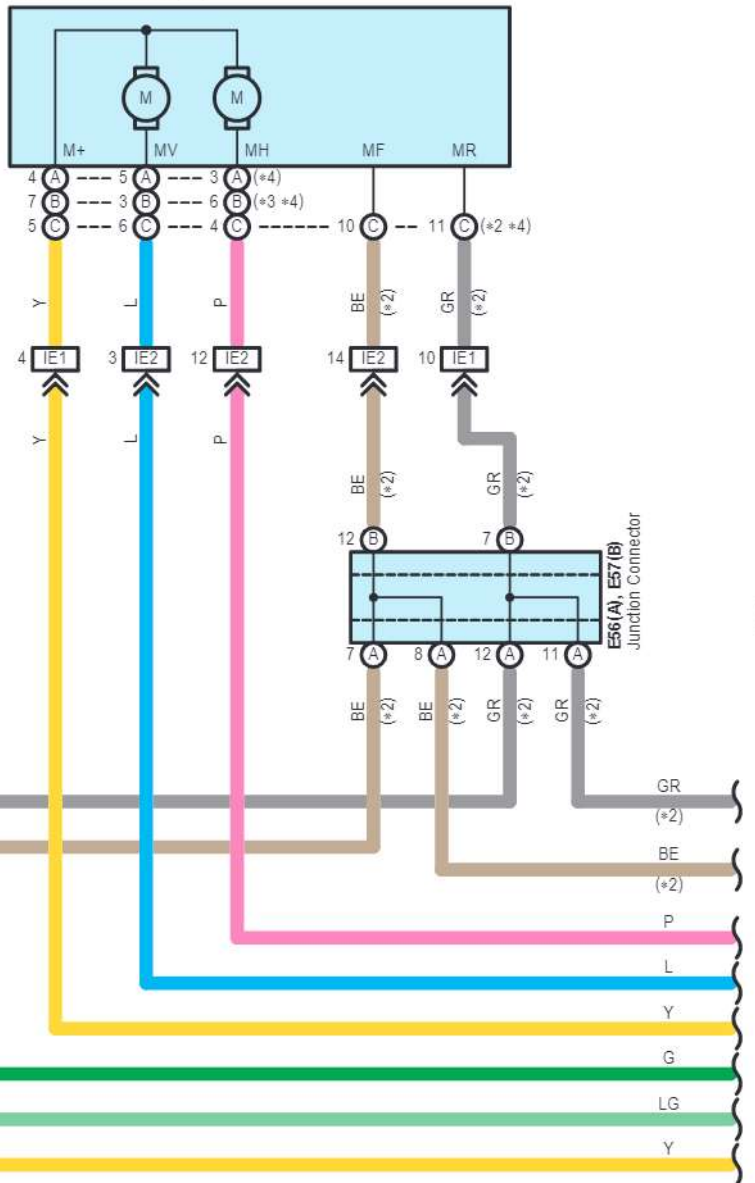 M M
M+ MV MH MF MR
4 A 5 A 3 A (*4)
7 B 3 B 6 B (*3 *4)
5 C 6 C 4 C 10 C 11 C (*2 *4)
Y L P BE (*2) GR (*2)
4 IE1 3 IE2 12 IE2 14 IE2 10 IE1
Y L P
BE (*2) GR (*2)
12 B 7 B
E56(A), E57(B)
Junction Connector
7 A 8 A 12 A 11 A
BE (*2) BE (*2) GR (*2) GR (*2)
GR
(*2)
BE
(*2)
P
L
Y
G
LG
Y